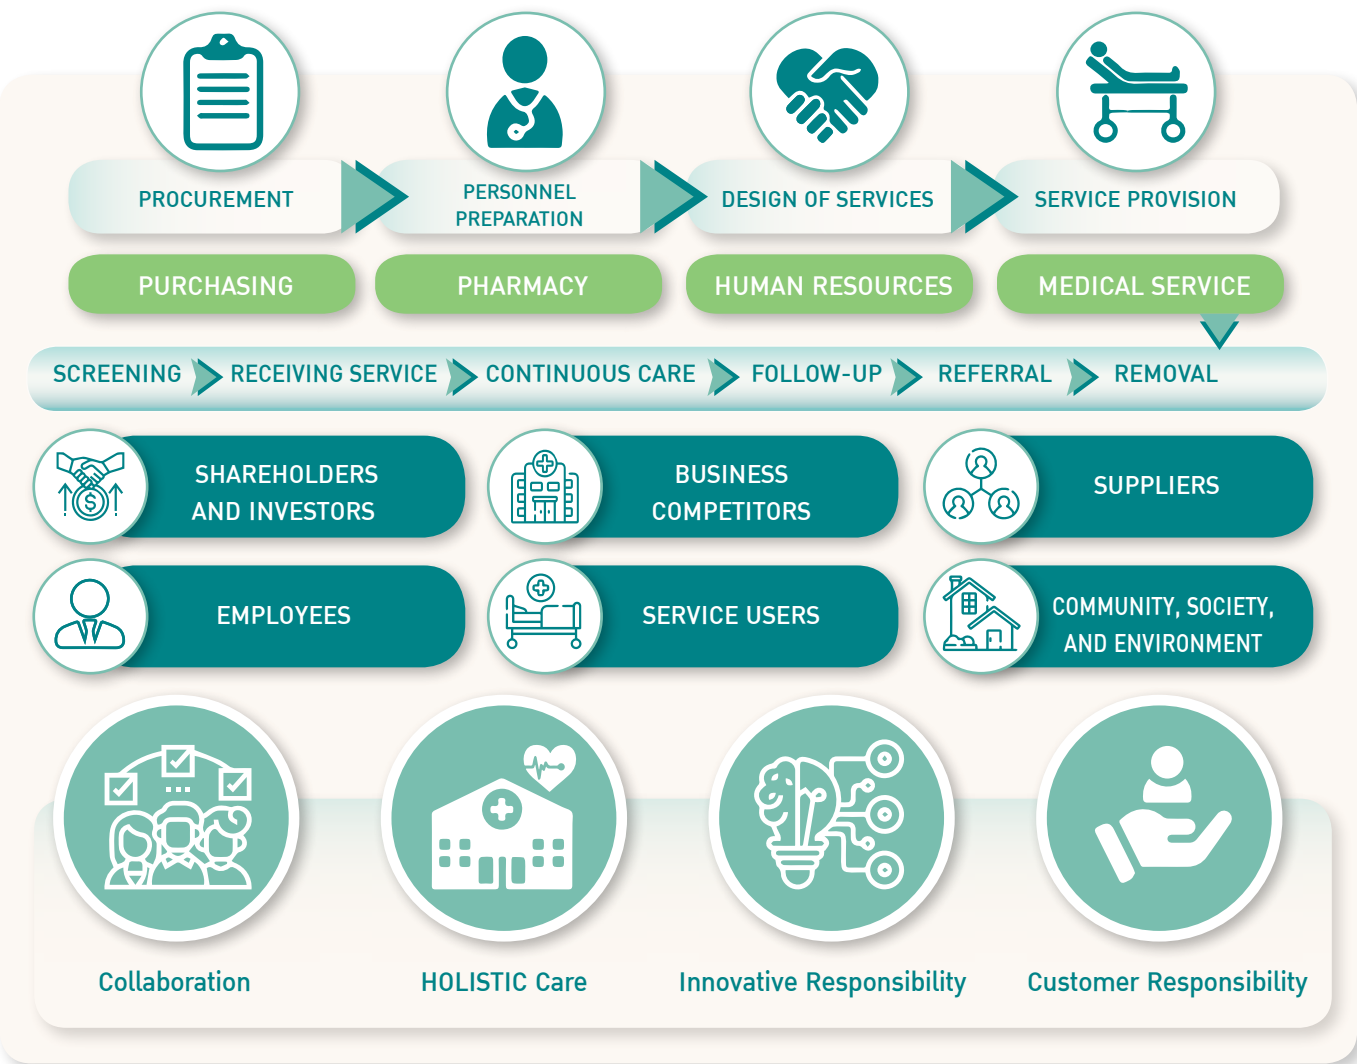 PROCUREMENT
PERSONNEL
PREPARATION
DESIGN OF SERVICES
SERVICE PROVISION
PURCHASING
PHARMACY
HUMAN RESOURCES
MEDICAL SERVICE
SCREENING
RECEIVING SERVICE
CONTINUOUS CARE
FOLLOW-UP
REFERRAL
REMOVAL
SHAREHOLDERS
AND INVESTORS
BUSINESS
COMPETITORS
SUPPLIERS
EMPLOYEES
SERVICE USERS
COMMUNITY, SOCIETY,
AND ENVIRONMENT
Collaboration
HOLISTIC Care
Innovative Responsibility
Customer Responsibility